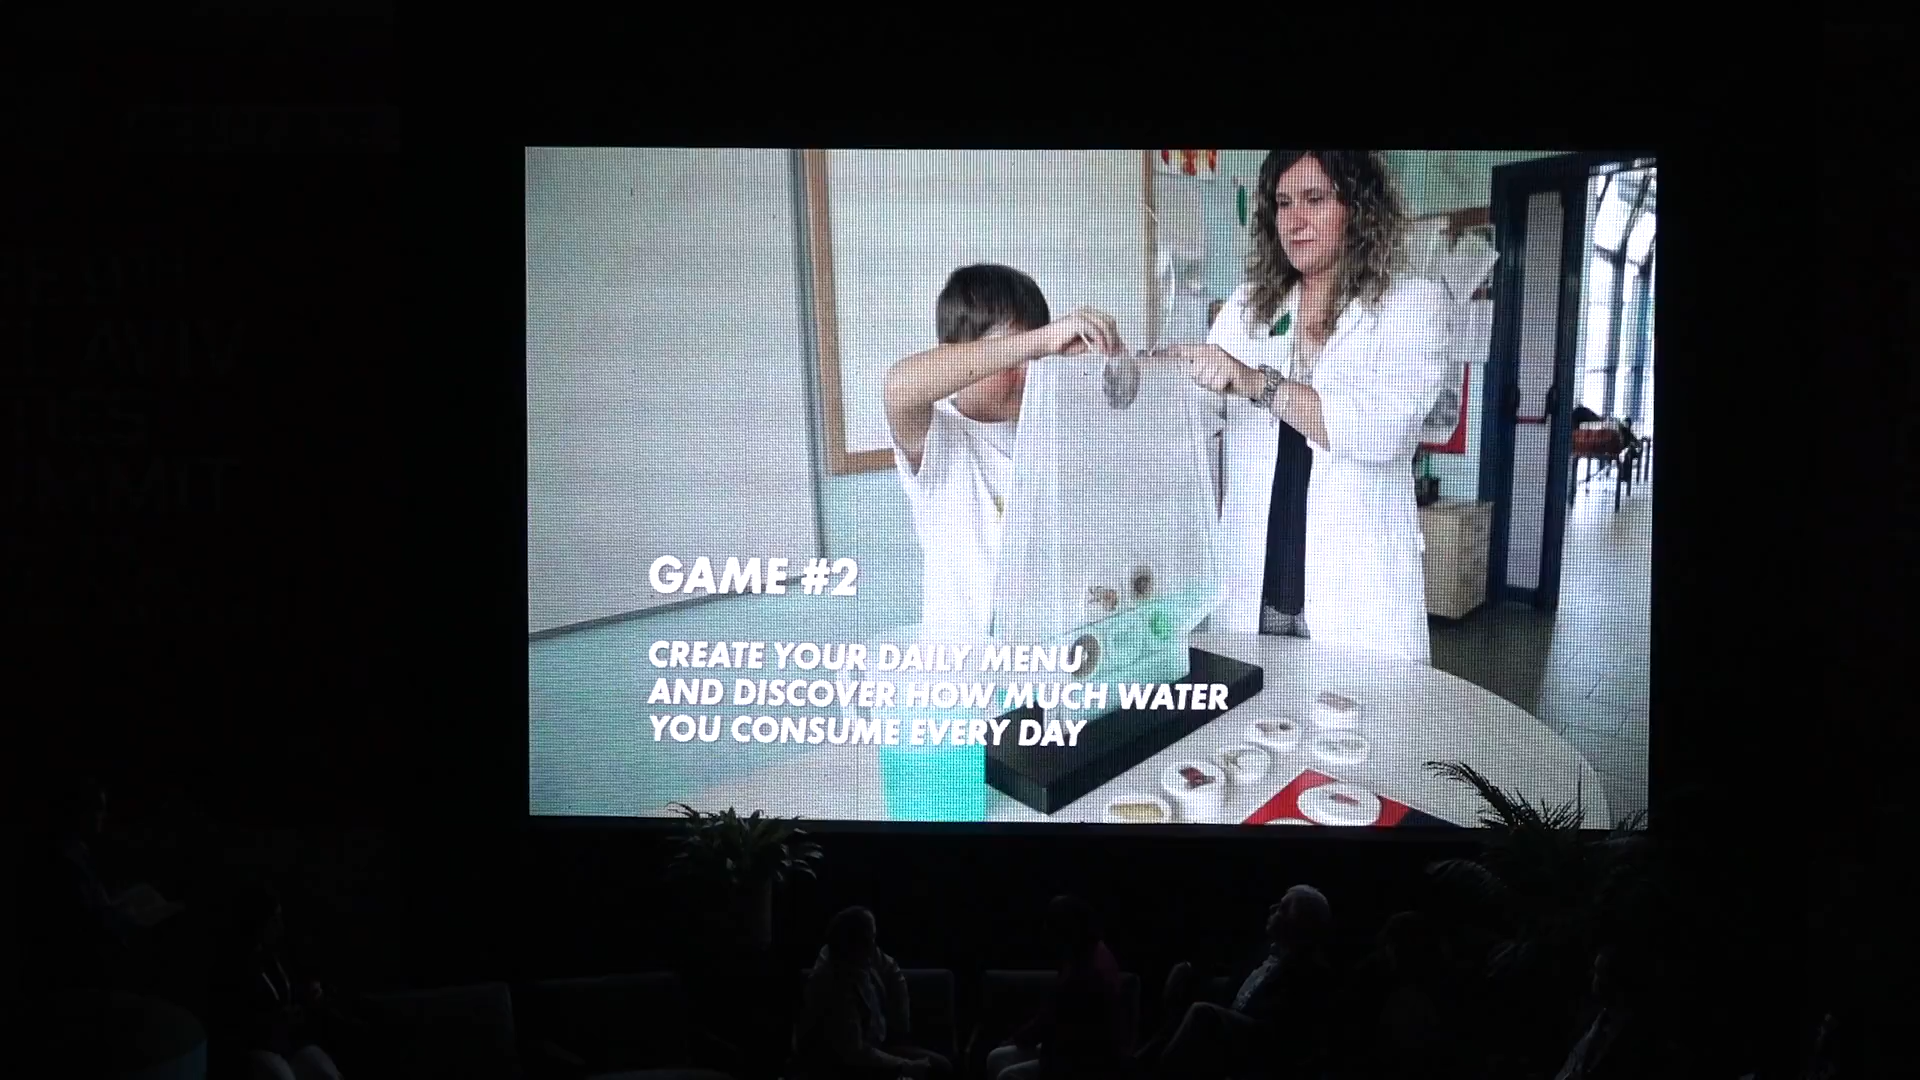 GAME #2
CREATE YOUR DAILY MENU
AND DISCOVER HOW MUCH WATER
YOU CONSUME EVERY DAY